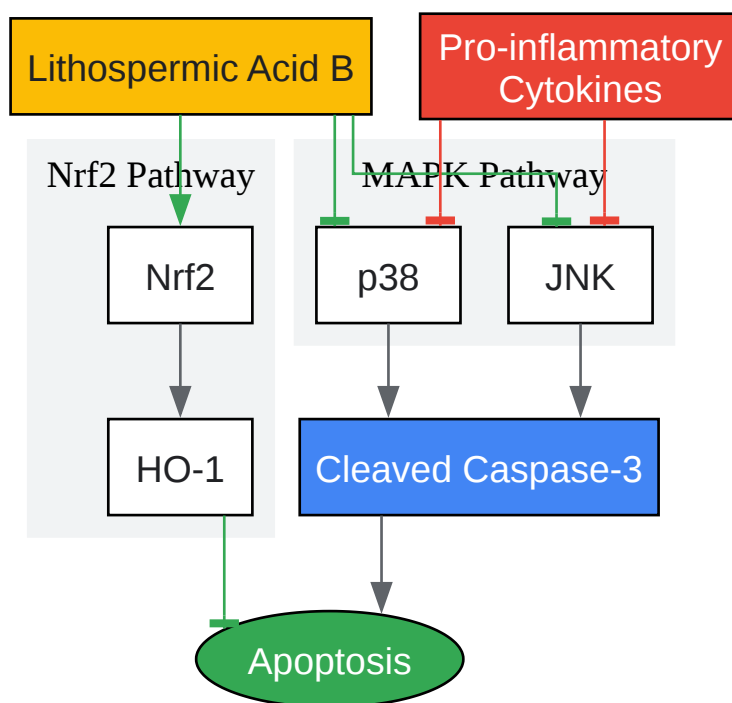 Lithospermic Acid B
Pro-inflammatory
Cytokines
Nrf2 Pathway
MAPK Pathway
Nrf2
p38
JNK
HO-1
Cleaved Caspase-3
Apoptosis